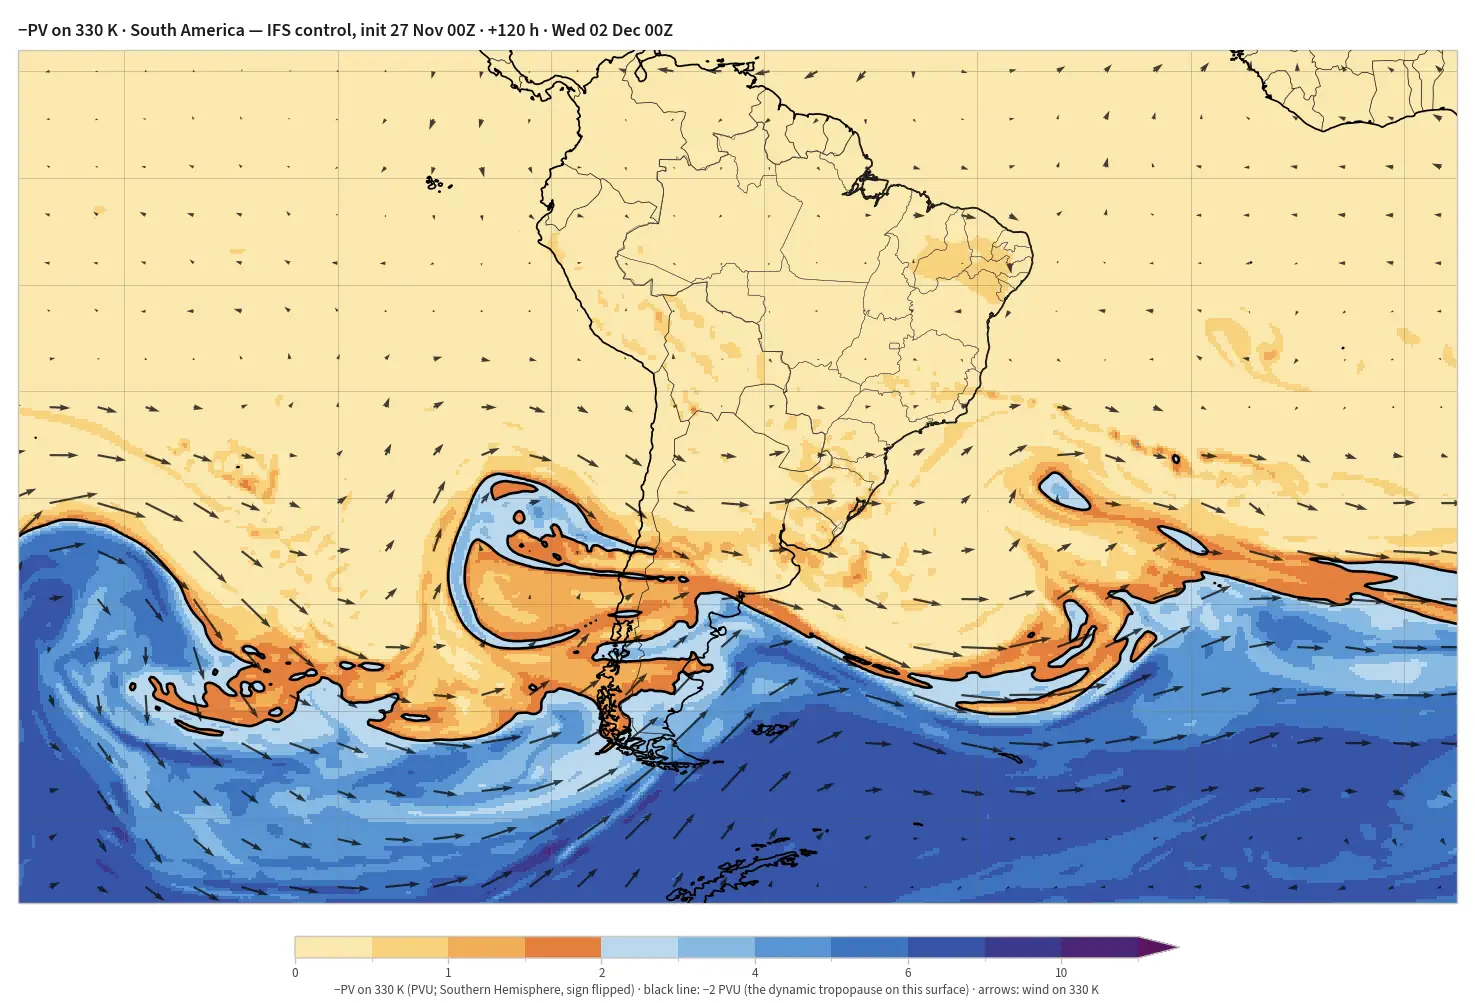 −PV on 330 K · South America — IFS control, init 27 Nov 00Z · +120 h · Wed 02 Dec 00Z
0 1 2 4 6 10
−PV on 330 K (PVU; Southern Hemisphere, sign flipped) · black line: −2 PVU (the dynamic tropopause on this surface) · arrows: wind on 330 K